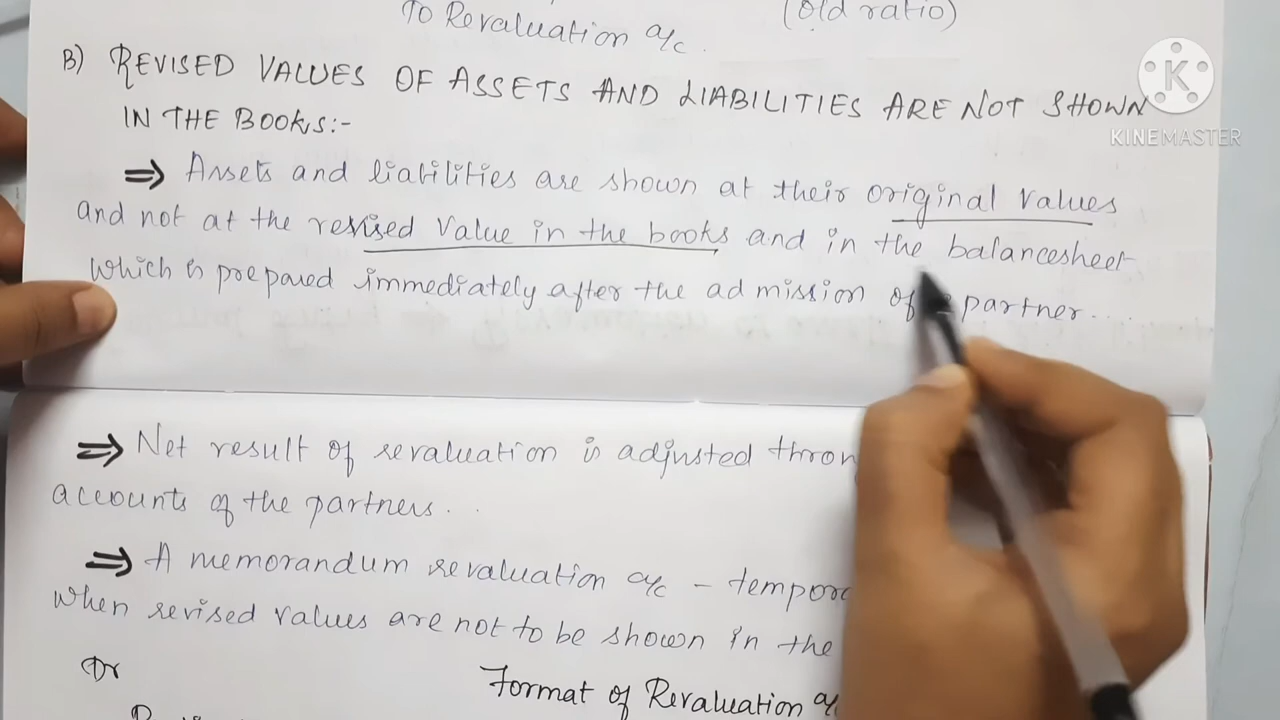 To Revaluation a/c.
(Old ratio)
B) REVISED VALUES OF ASSETS AND LIABILITIES ARE NOT SHOWN
IN THE BOOKS:-
K
KINEMASTER
⇒ Assets and liabilities are shown at their original values
and not at the revised value in the books and in the balancesheet
which is prepared immediately after the admission of partner....
⇒ Net result of revaluation is adjusted
accounts of the partners...
⇒ A memorandum revaluation a/c -
when revised values are not to be shown in the
Dr
Format of Revaluation a/c